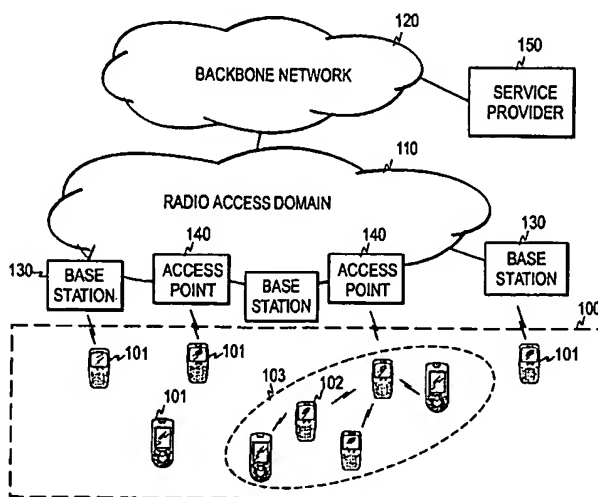 120
BACKBONE NETWORK
150
SERVICE
PROVIDER
110
RADIO ACCESS DOMAIN
140
140
130
130
BASE
STATION
ACCESS
POINT
BASE
STATION
ACCESS
POINT
BASE
STATION
100
101
101
101
101
103
102